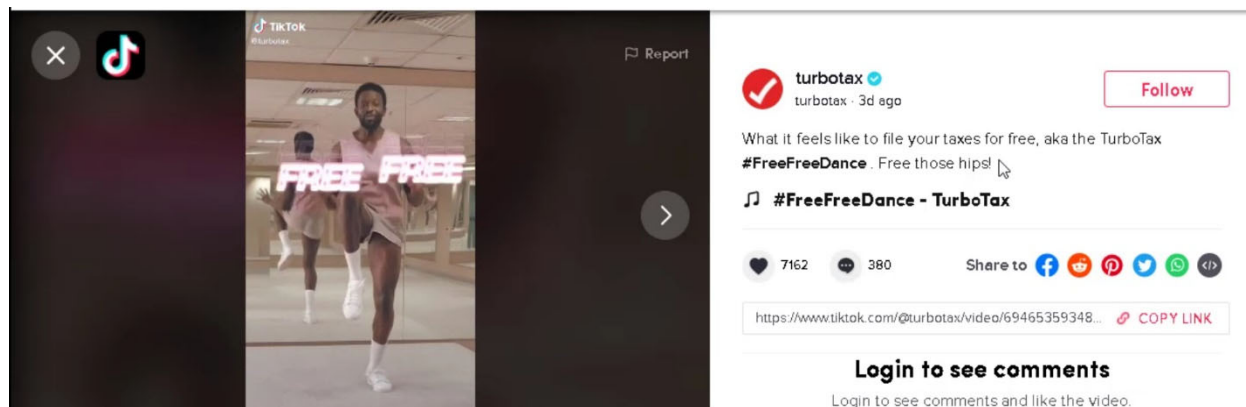 TikTok
@turbotax
Report
FREE FREE
turbotax
turbotax · 3d ago
Follow
What it feels like to file your taxes for free, aka the TurboTax
#FreeFreeDance . Free those hips!
#FreeFreeDance - TurboTax
7162
380
Share to
https://www.tiktok.com/@turbotax/video/69465359348...
COPY LINK
Login to see comments
Login to see comments and like the video.